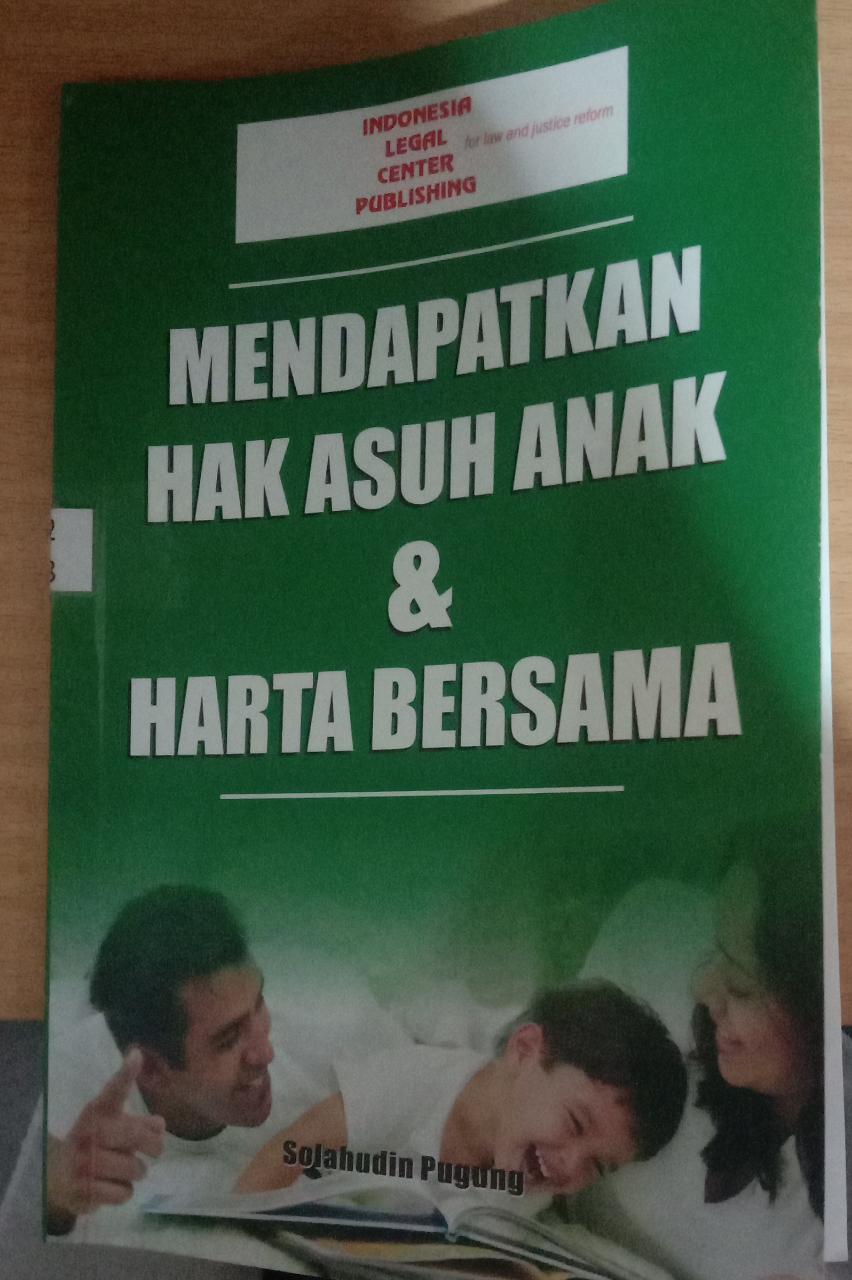 INDONESIA
LEGAL
CENTER
PUBLISHING
for law and justice reform
MENDAPATKAN
HAK ASUH ANAK
&
HARTA BERSAMA
Solahudin Pugung